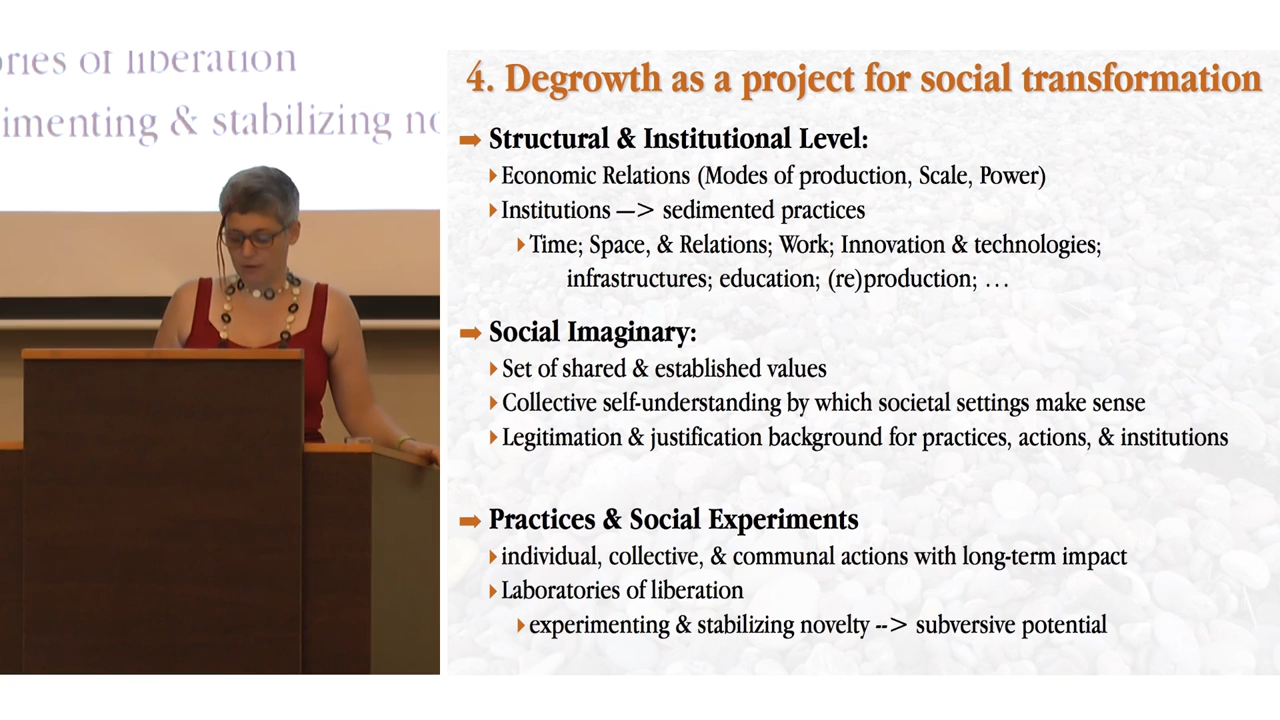 ories of liberation
imenting & stabilizing no
4. Degrowth as a project for social transformation
➡ Structural & Institutional Level:
Economic Relations (Modes of production, Scale, Power)
Institutions —> sedimented practices
Time; Space, & Relations; Work; Innovation & technologies;
infrastructures; education; (re)production; …
➡ Social Imaginary:
Set of shared & established values
Collective self-understanding by which societal settings make sense
Legitimation & justification background for practices, actions, & institutions
➡ Practices & Social Experiments
individual, collective, & communal actions with long-term impact
Laboratories of liberation
experimenting & stabilizing novelty --> subversive potential